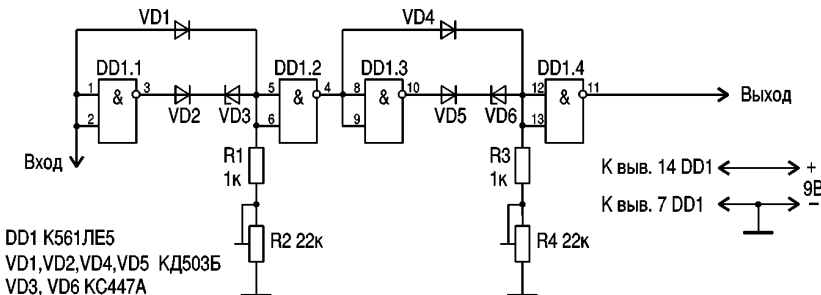 VD1 VD4
DD1.1 DD1.2 DD1.3 DD1.4
1 & 3 5 & 4 8 & 10 12 & 11 Выход
2 VD2 VD3 6 9 VD5 VD6 13
Вход R1 1к R3 1к К выв. 14 DD1 +
9В
К выв. 7 DD1 −
R2 22к R4 22к
DD1 К561ЛЕ5
VD1,VD2,VD4,VD5 КД503Б
VD3, VD6 КС447А